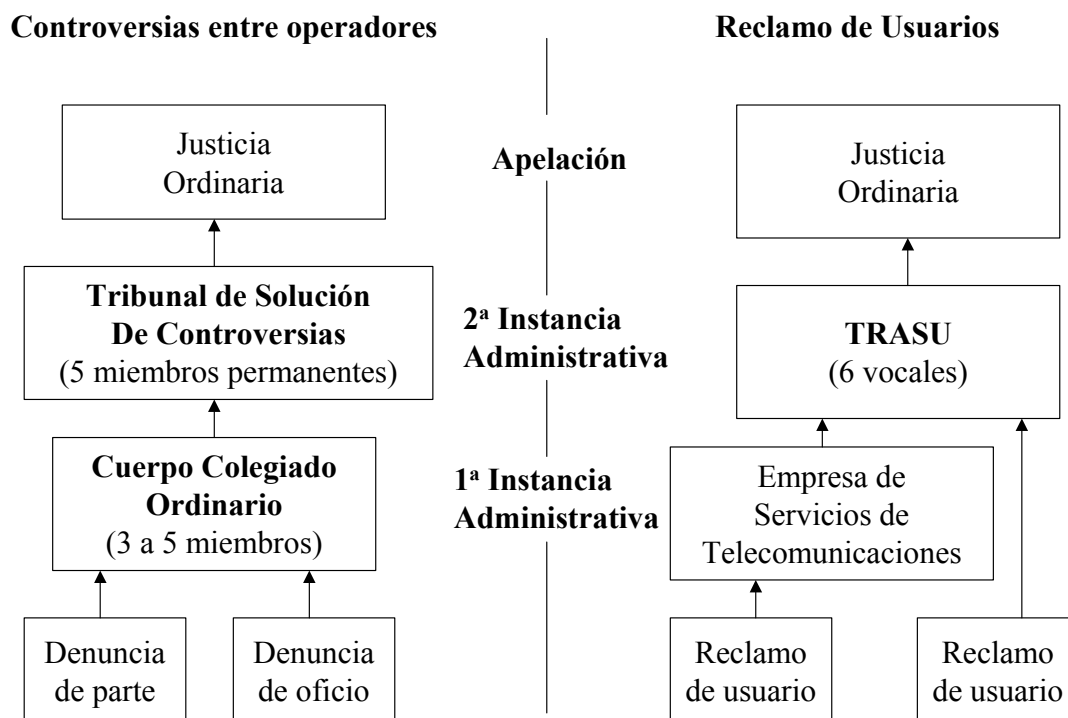 Controversias entre operadores
Reclamo de Usuarios
Justicia
Ordinaria
Apelación
Justicia
Ordinaria
Tribunal de Solución
De Controversias
(5 miembros permanentes)
2ª Instancia
Administrativa
TRASU
(6 vocales)
Cuerpo Colegiado
Ordinario
(3 a 5 miembros)
1ª Instancia
Administrativa
Empresa de
Servicios de
Telecomunicaciones
Denuncia
de parte
Denuncia
de oficio
Reclamo
de usuario
Reclamo
de usuario